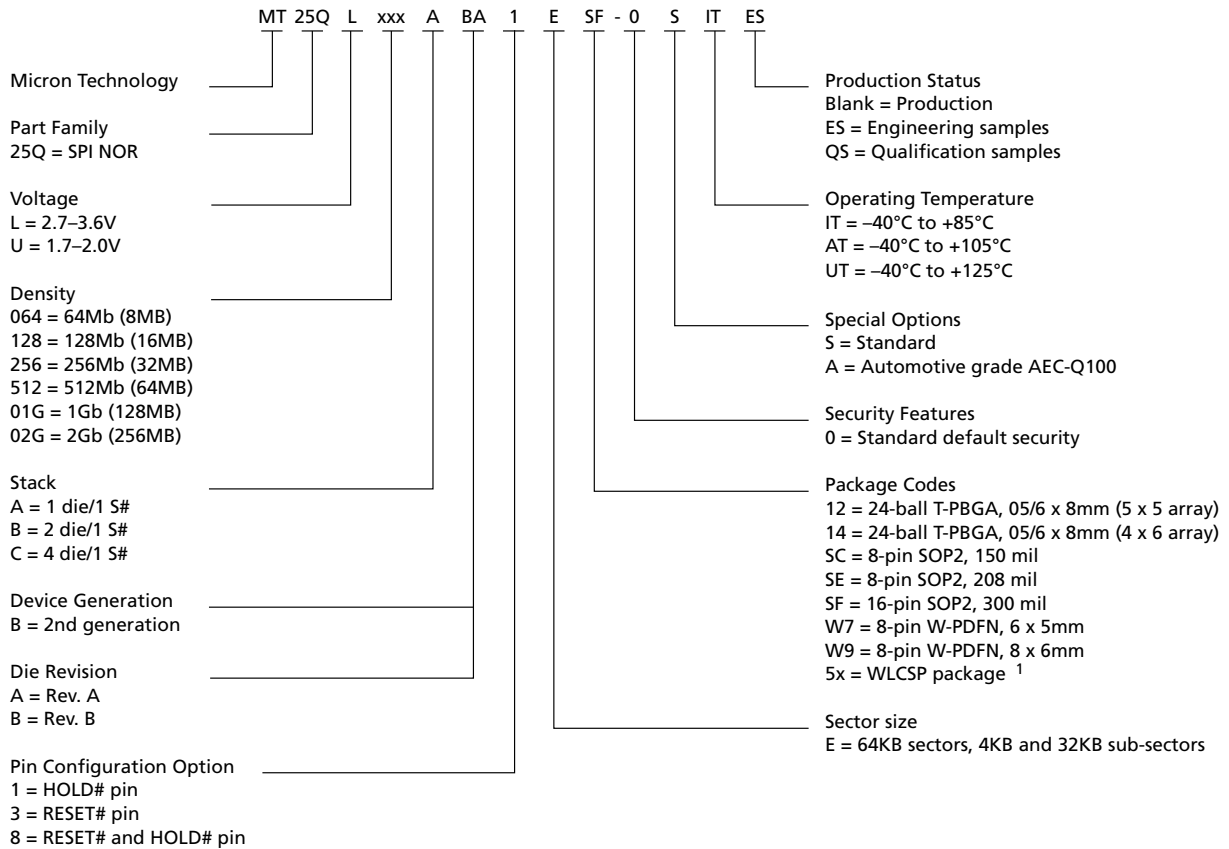 MT 25Q L xxx A BA 1 E SF - 0 S IT ES
Micron Technology
Part Family
25Q = SPI NOR
Voltage
L = 2.7–3.6V
U = 1.7–2.0V
Density
064 = 64Mb (8MB)
128 = 128Mb (16MB)
256 = 256Mb (32MB)
512 = 512Mb (64MB)
01G = 1Gb (128MB)
02G = 2Gb (256MB)
Stack
A = 1 die/1 S#
B = 2 die/1 S#
C = 4 die/1 S#
Device Generation
B = 2nd generation
Die Revision
A = Rev. A
B = Rev. B
Pin Configuration Option
1 = HOLD# pin
3 = RESET# pin
8 = RESET# and HOLD# pin
Production Status
Blank = Production
ES = Engineering samples
QS = Qualification samples
Operating Temperature
IT = –40°C to +85°C
AT = –40°C to +105°C
UT = –40°C to +125°C
Special Options
S = Standard
A = Automotive grade AEC-Q100
Security Features
0 = Standard default security
Package Codes
12 = 24-ball T-PBGA, 05/6 x 8mm (5 x 5 array)
14 = 24-ball T-PBGA, 05/6 x 8mm (4 x 6 array)
SC = 8-pin SOP2, 150 mil
SE = 8-pin SOP2, 208 mil
SF = 16-pin SOP2, 300 mil
W7 = 8-pin W-PDFN, 6 x 5mm
W9 = 8-pin W-PDFN, 8 x 6mm
5x = WLCSP package 1
Sector size
E = 64KB sectors, 4KB and 32KB sub-sectors